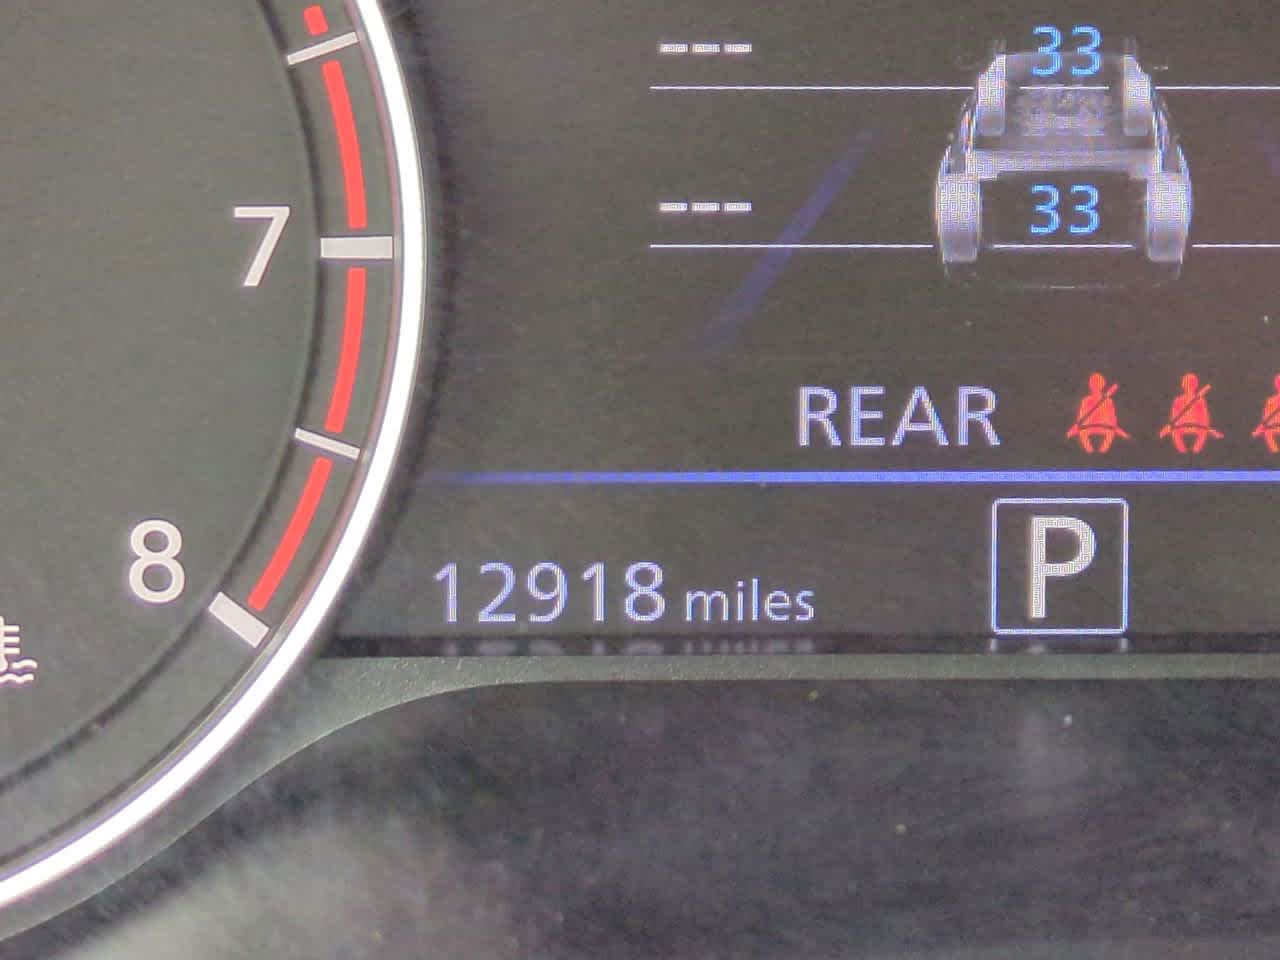 --- 33
--- 33
7
REAR
8
12918 miles
P